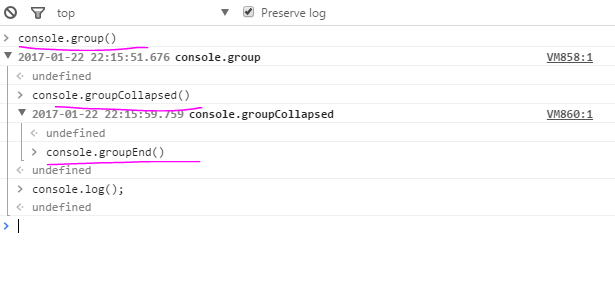 top Preserve log
console.group()
2017-01-22 22:15:51.676 console.group VM858:1
undefined
console.groupCollapsed()
2017-01-22 22:15:59.759 console.groupCollapsed VM860:1
undefined
console.groupEnd()
undefined
console.log();
undefined